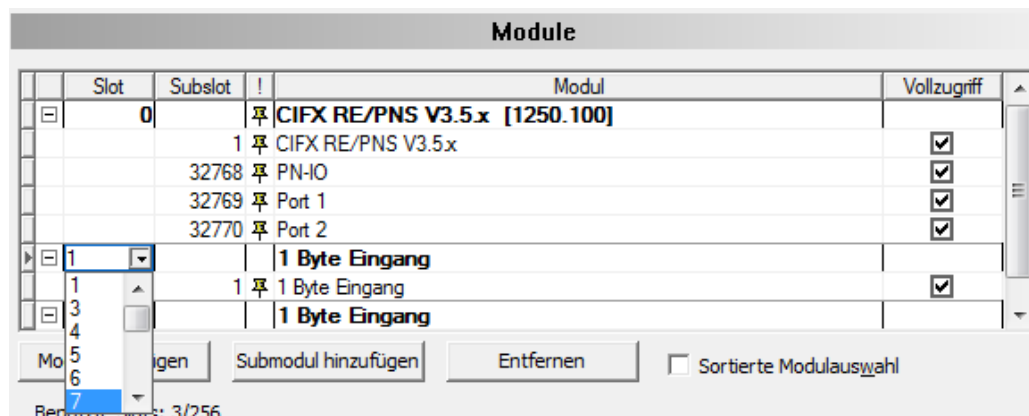 Module
Slot Subslot ! Modul Vollzugriff
0 CIFX RE/PNS V3.5.x [1250.100]
1 CIFX RE/PNS V3.5.x
32768 PN-IO
32769 Port 1
32770 Port 2
1 1 Byte Eingang
1 1 1 Byte Eingang
3 1 Byte Eingang
4
5
6
7
Submodul hinzufügen Entfernen Sortierte Modulauswahl
3/256